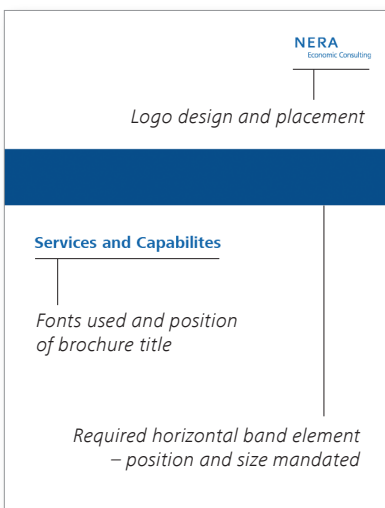 NERA
Economic Consulting
Logo design and placement
Services and Capabilites
Fonts used and position
of brochure title
Required horizontal band element
– position and size mandated